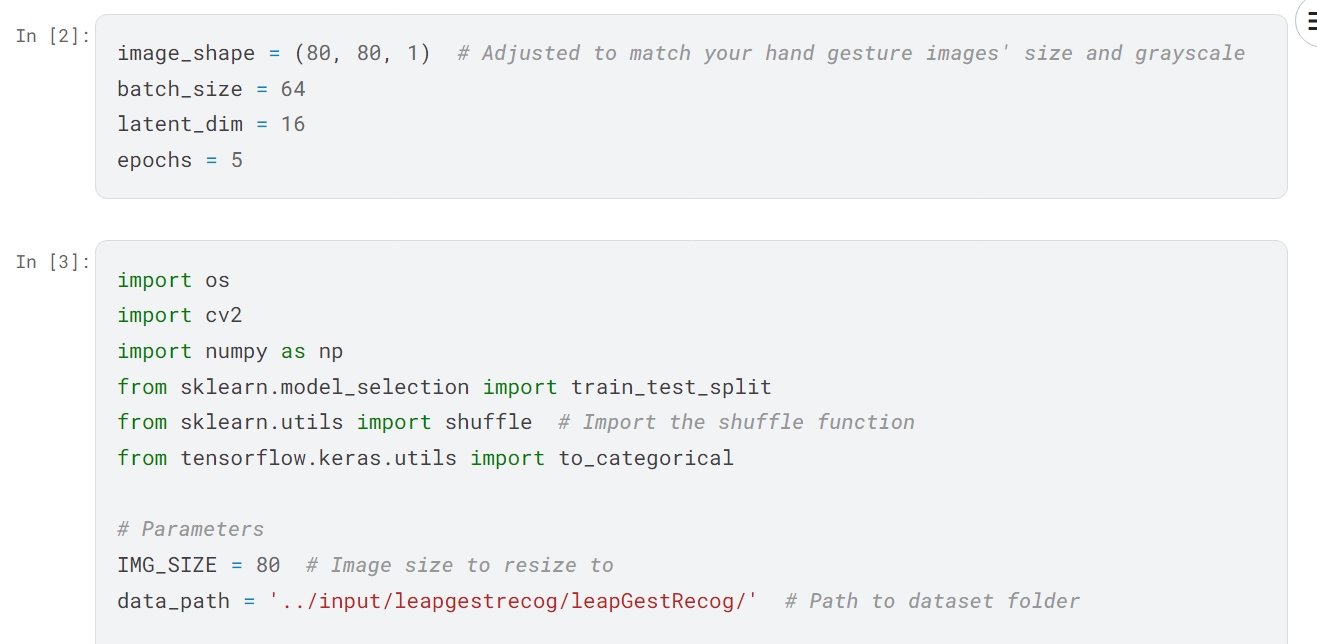 In [2]:
image_shape = (80, 80, 1)  # Adjusted to match your hand gesture images' size and grayscale
batch_size = 64
latent_dim = 16
epochs = 5
In [3]:
import os
import cv2
import numpy as np
from sklearn.model_selection import train_test_split
from sklearn.utils import shuffle  # Import the shuffle function
from tensorflow.keras.utils import to_categorical
# Parameters
IMG_SIZE = 80  # Image size to resize to
data_path = '../input/leapgestrecog/leapGestRecog/'  # Path to dataset folder